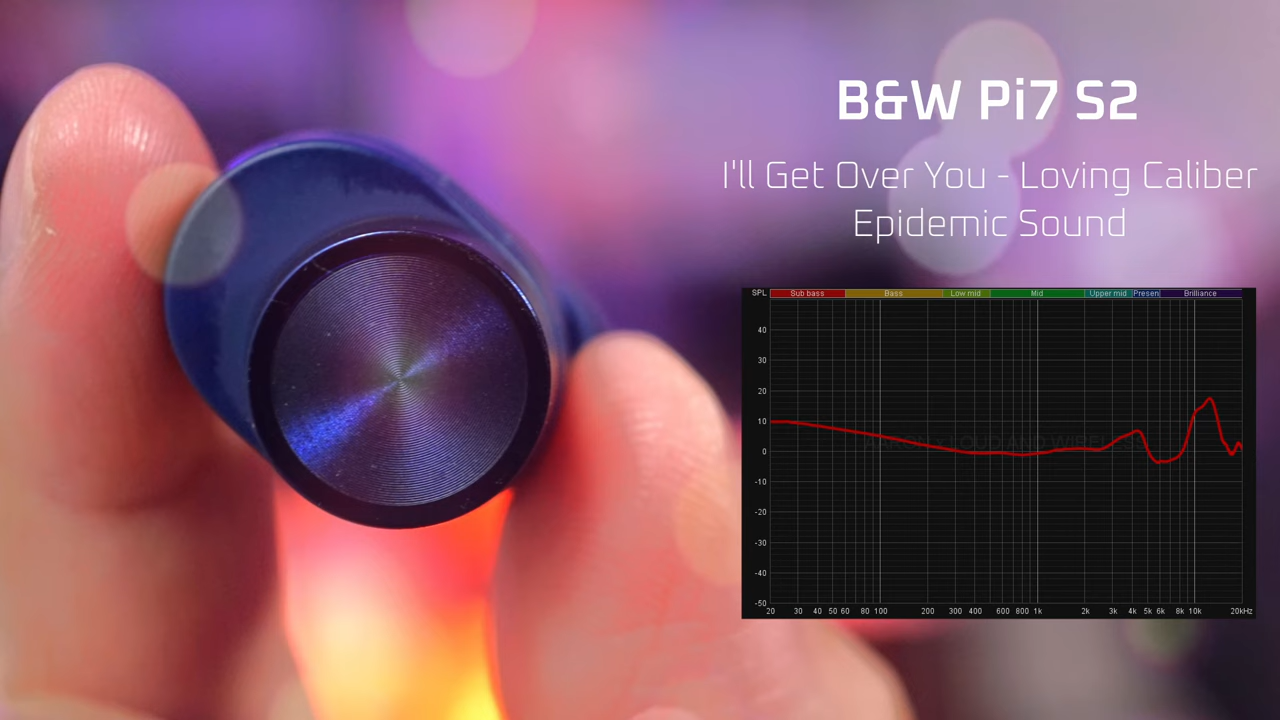 B&W Pi7 S2
I'll Get Over You - Loving Caliber
Epidemic Sound
SPL Sub bass Bass Low mid Mid Upper mid Presen Brilliance
40
30
20
10
0
-10
-20
-30
-40
-50
20 30 40 50 60 80 100 200 300 400 600 800 1k 2k 3k 4k 5k 6k 8k 10k 20kHz